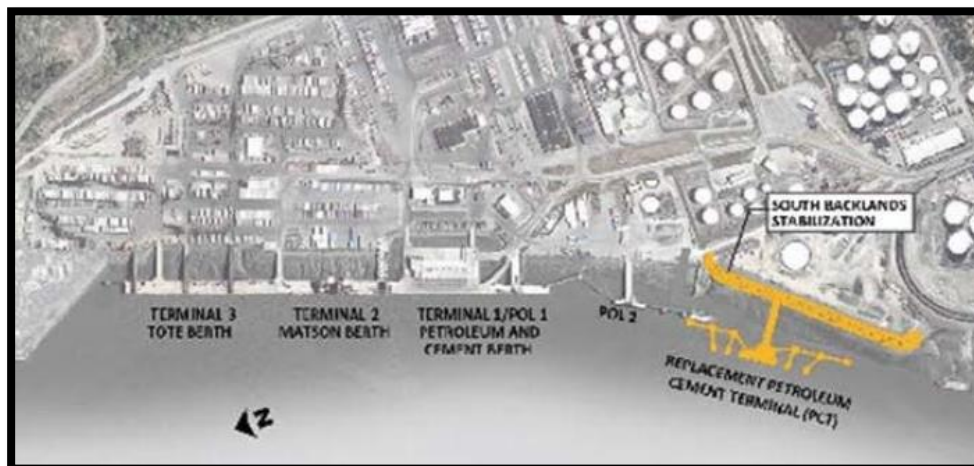 SOUTH BACKLANDS
STABILIZATION
TERMINAL 3
TOTE BERTH
TERMINAL 2
MATSON BERTH
TERMINAL 1/POL 1
PETROLEUM AND
CEMENT BERTH
POL 2
REPLACEMENT PETROLEUM
CEMENT TERMINAL (PCT)
N